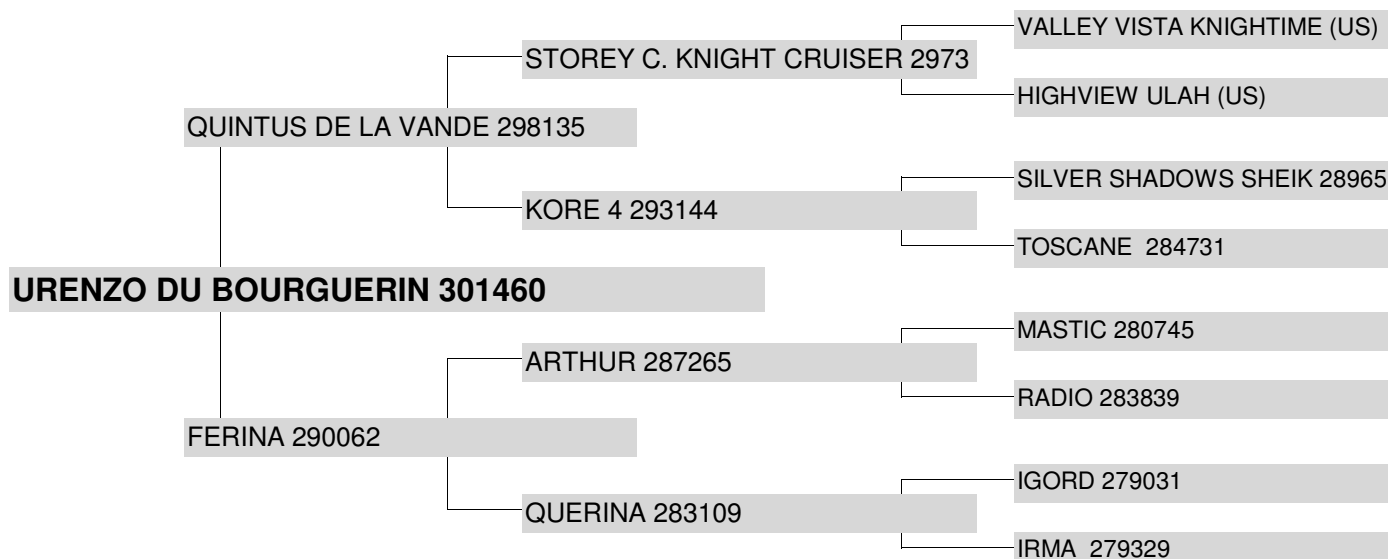 VALLEY VISTA KNIGHTIME (US)
STOREY C. KNIGHT CRUISER 2973
HIGHVIEW ULAH (US)
QUINTUS DE LA VANDE 298135
SILVER SHADOWS SHEIK 28965
KORE 4 293144
TOSCANE 284731
URENZO DU BOURGUERIN 301460
MASTIC 280745
ARTHUR 287265
RADIO 283839
FERINA 290062
IGORD 279031
QUERINA 283109
IRMA 279329